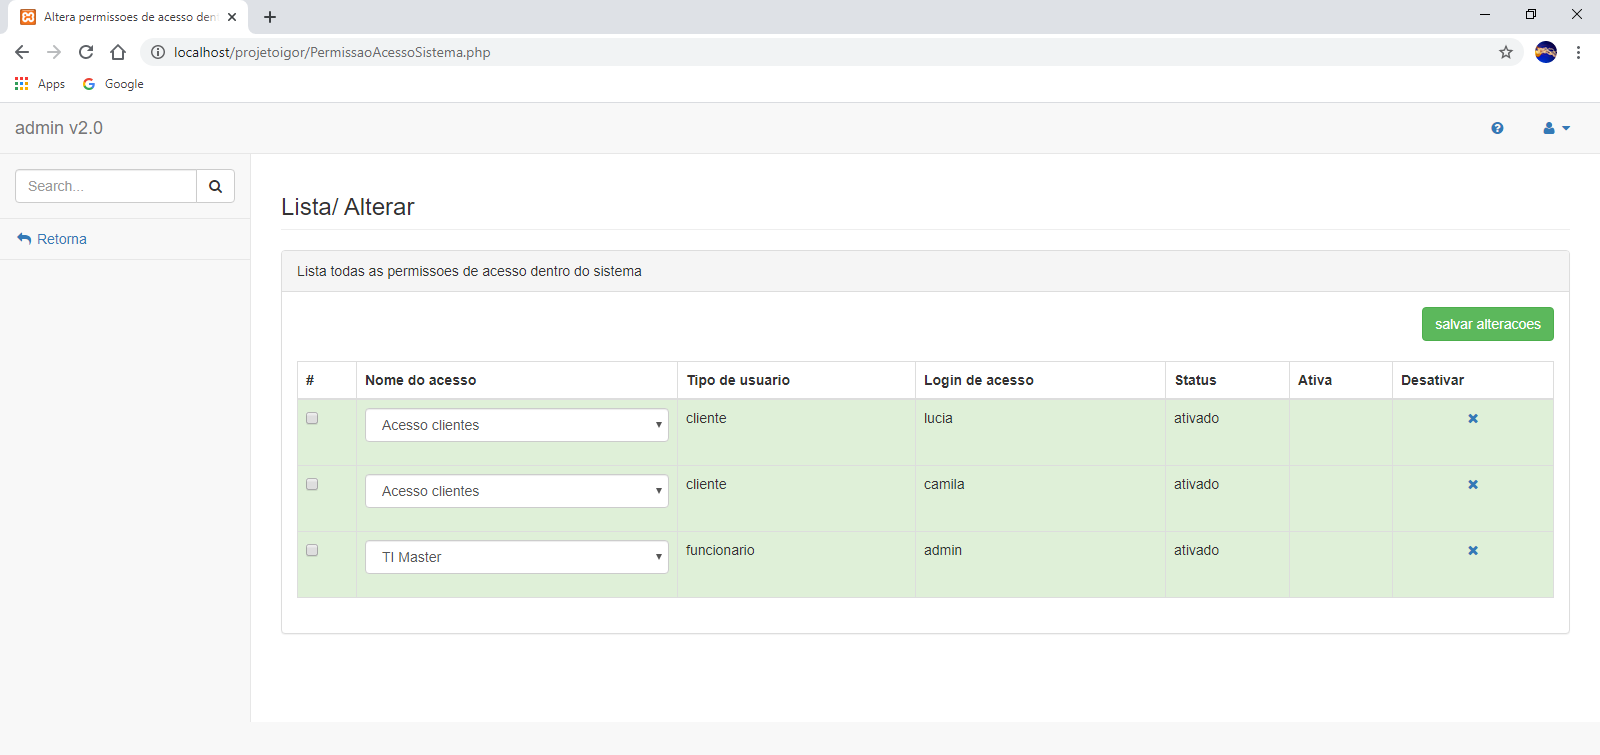 Altera permissoes de acesso den
localhost/projetoigor/PermissaoAcessoSistema.php
Apps Google
admin v2.0
Search...
Retorna
Lista/ Alterar
Lista todas as permissoes de acesso dentro do sistema
salvar alteracoes
# Nome do acesso Tipo de usuario Login de acesso Status Ativa Desativar
Acesso clientes cliente lucia ativado
Acesso clientes cliente camila ativado
TI Master funcionario admin ativado